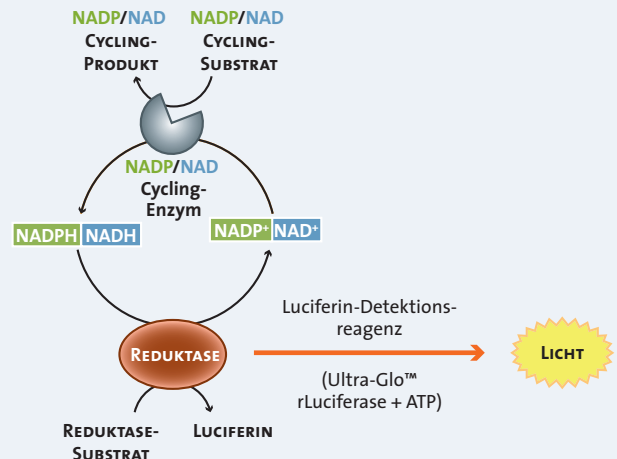 NADP/NAD
CYCLING-
PRODUKT
NADP/NAD
CYCLING-
SUBSTRAT
NADP/NAD
Cycling-
Enzym
NADPH NADH
NADP⁺ NAD⁺
Luciferin-Detektions-
reagenz
REDUKTASE
LICHT
(Ultra-Glo™
rLuciferase + ATP)
REDUKTASE-
SUBSTRAT
LUCIFERIN